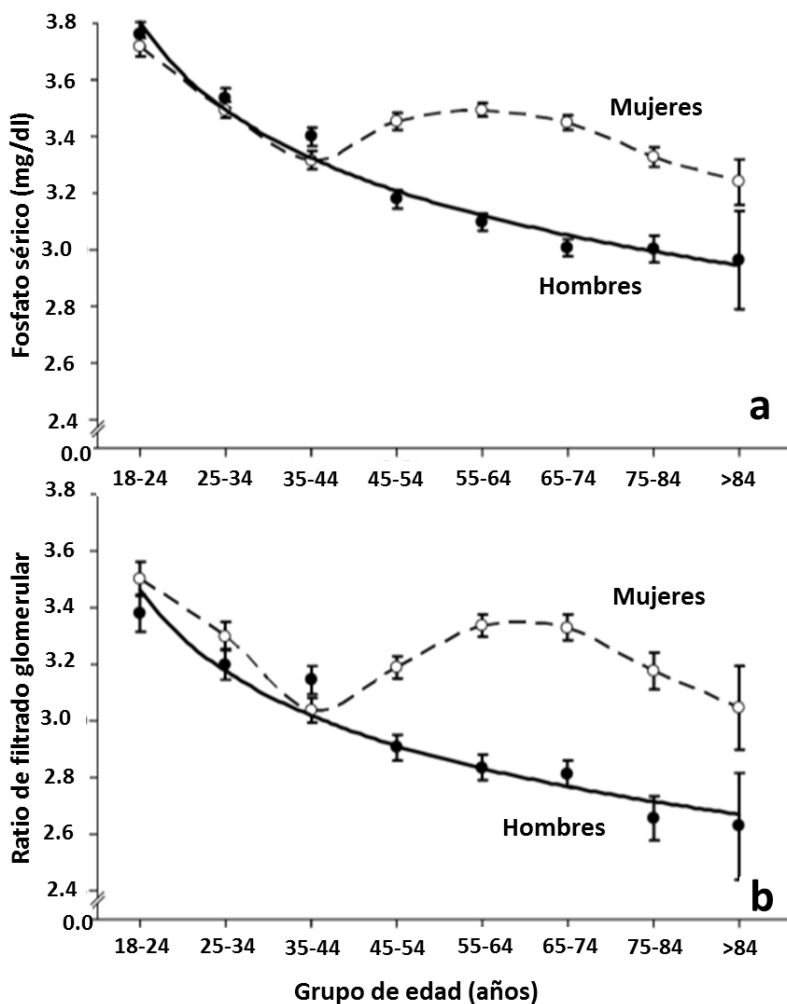 Fosfato sérico (mg/dl)
3.8
3.6
3.4
3.2
3.0
2.8
2.6
2.4
0.0
Mujeres
Hombres
a
18-24 25-34 35-44 45-54 55-64 65-74 75-84 >84
Ratio de filtrado glomerular
3.8
3.6
3.4
3.2
3.0
2.8
2.6
2.4
0.0
Mujeres
Hombres
b
18-24 25-34 35-44 45-54 55-64 65-74 75-84 >84
Grupo de edad (años)